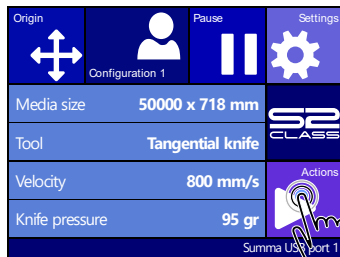 Origin
Configuration 1
Pause
Settings
Media size 50000 x 718 mm
Tool Tangential knife
S2
CLASS
Velocity 800 mm/s
Actions
Knife pressure 95 gr
Summa USB port 1